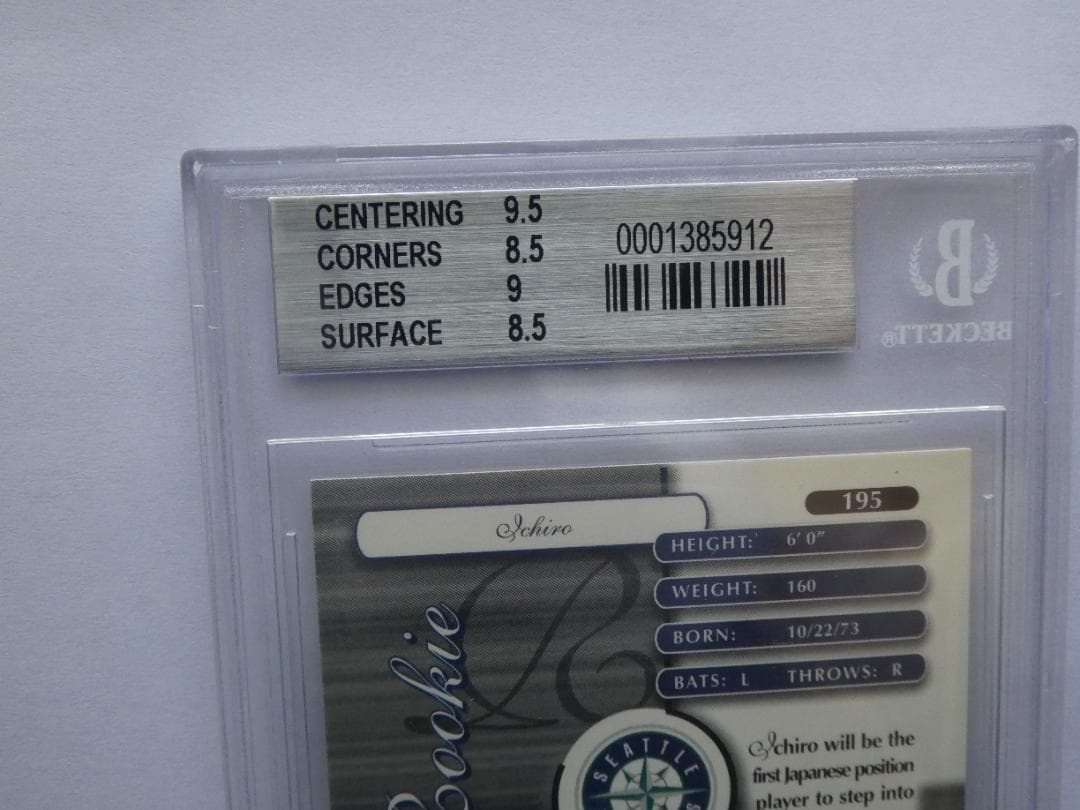 CENTERING 9.5
CORNERS 8.5
EDGES 9
SURFACE 8.5
0001385912
BECKETT®
195
Ichiro
HEIGHT: 6' 0"
WEIGHT: 160
BORN: 10/22/73
BATS: L THROWS: R
Rookie
SEATTLE
Ichiro will be the
first Japanese position
player to step into